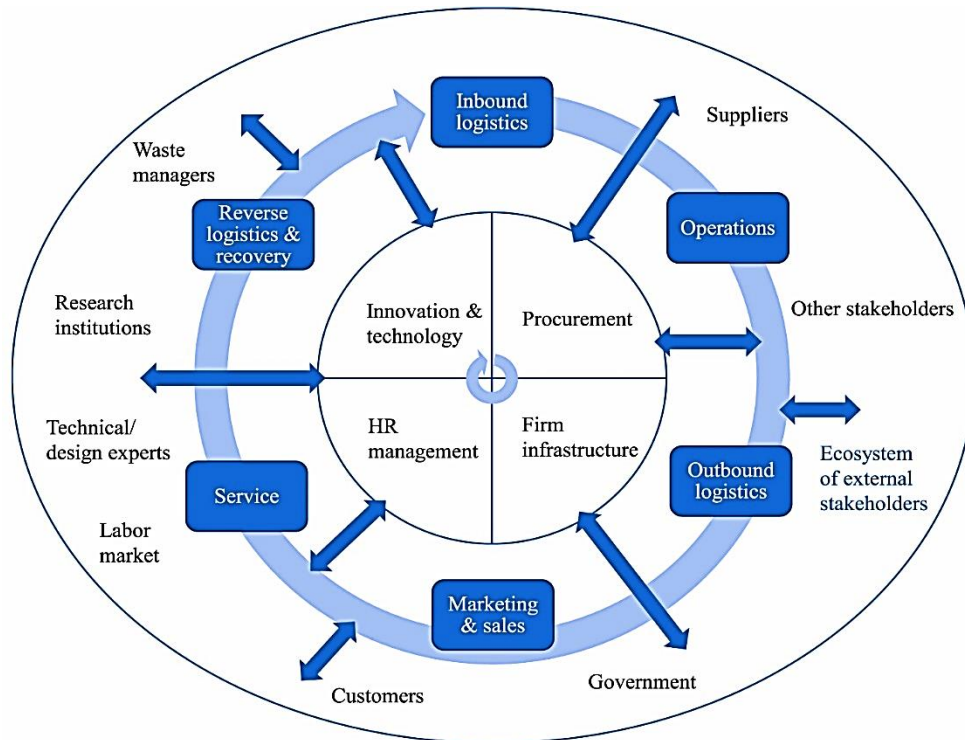 Inbound
logistics
Suppliers
Waste
managers
Reverse
logistics &
recovery
Operations
Research
institutions
Innovation &
technology
Procurement
Other stakeholders
Technical/
design experts
HR
management
Firm
infrastructure
Ecosystem
of external
stakeholders
Service
Outbound
logistics
Labor
market
Marketing
& sales
Customers
Government